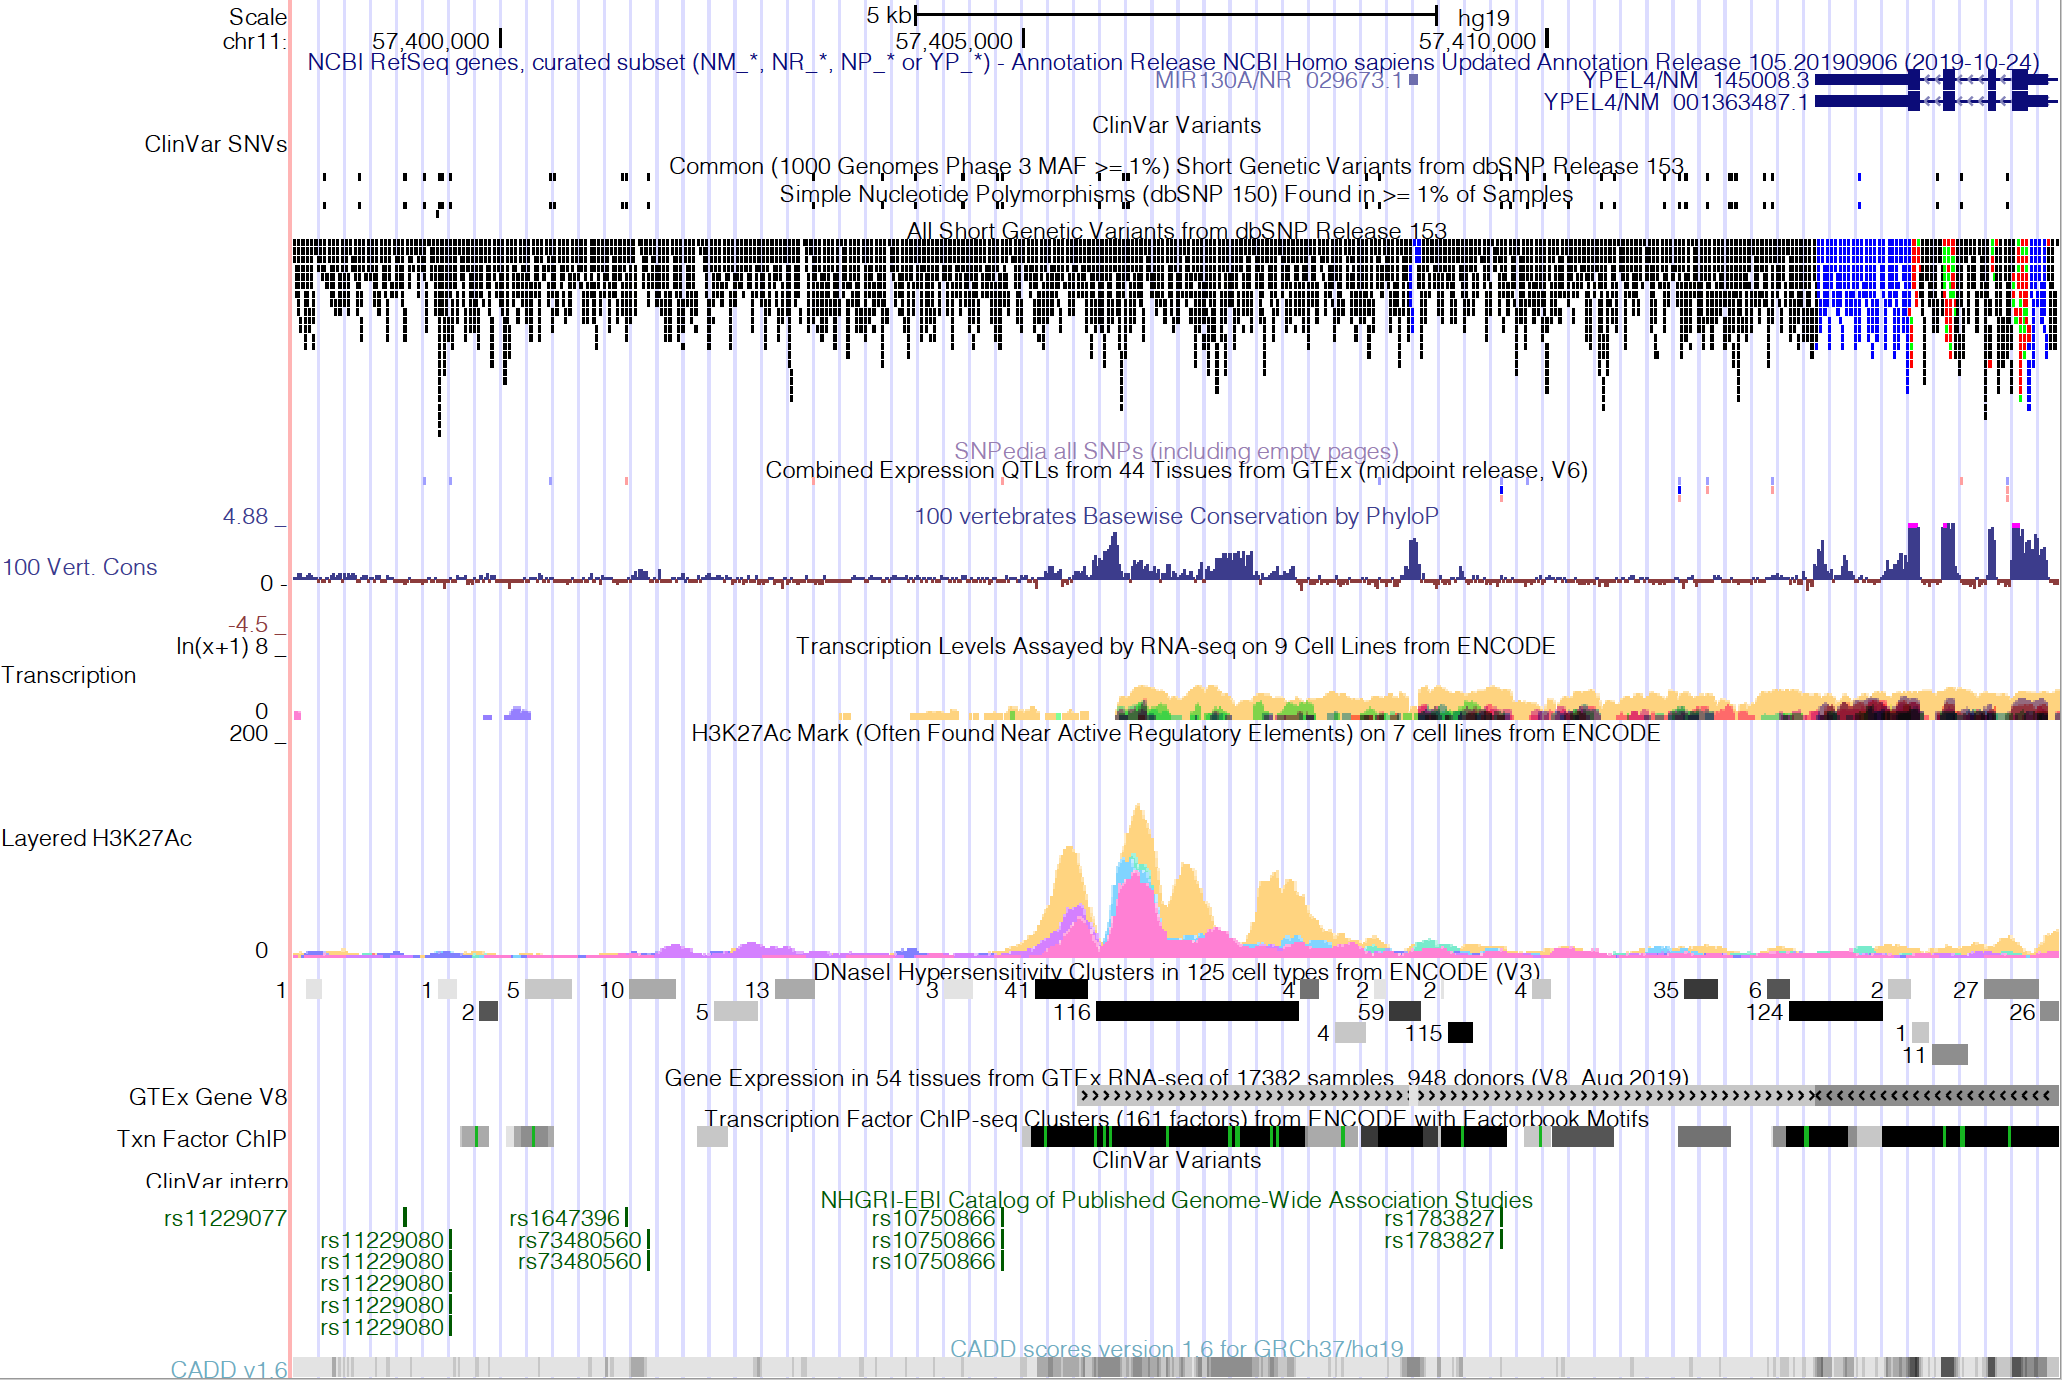 Scale 5 kb hg19
chr11: 57,400,000 57,405,000 57,410,000
NCBI RefSeq genes, curated subset (NM_*, NR_*, NP_* or YP_*) - Annotation Release NCBI Homo sapiens Updated Annotation Release 105.20190906 (2019-10-24)
MIR130A/NR 029673.1 YPEL4/NM 145008.3
YPEL4/NM 001363487.1
ClinVar Variants
ClinVar SNVs
Common (1000 Genomes Phase 3 MAF >= 1%) Short Genetic Variants from dbSNP Release 153
Simple Nucleotide Polymorphisms (dbSNP 150) Found in >= 1% of Samples
All Short Genetic Variants from dbSNP Release 153
SNPedia all SNPs (including empty pages)
Combined Expression QTLs from 44 Tissues from GTEx (midpoint release, V6)
4.88 _ 100 vertebrates Basewise Conservation by PhyloP
100 Vert. Cons
0 -
-4.5 _
ln(x+1) 8 _ Transcription Levels Assayed by RNA-seq on 9 Cell Lines from ENCODE
Transcription
0
200 _ H3K27Ac Mark (Often Found Near Active Regulatory Elements) on 7 cell lines from ENCODE
Layered H3K27Ac
0
DNaseI Hypersensitivity Clusters in 125 cell types from ENCODE (V3)
1 1 5 10 13 3 41 4 2 2 4 35 6 2 27
2 5 116 59 124 26
4 115 1
11
Gene Expression in 54 tissues from GTEx RNA-seq of 17382 samples, 948 donors (V8, Aug 2019)
GTEx Gene V8
Transcription Factor ChIP-seq Clusters (161 factors) from ENCODE with Factorbook Motifs
Txn Factor ChIP
ClinVar Variants
ClinVar interp
NHGRI-EBI Catalog of Published Genome-Wide Association Studies
rs11229077 rs1647396 rs10750866 rs1783827
rs11229080 rs73480560 rs10750866 rs1783827
rs11229080 rs73480560 rs10750866
rs11229080
rs11229080
rs11229080
CADD scores version 1.6 for GRCh37/hg19
CADD v1.6